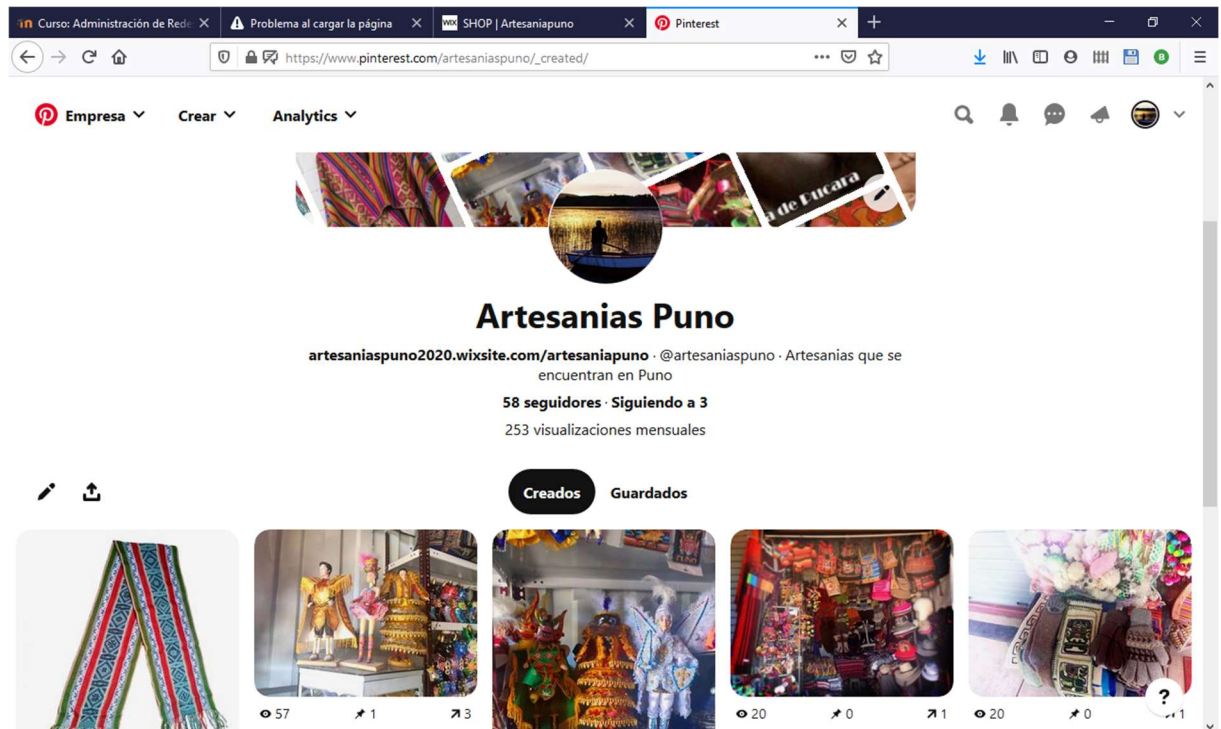 Curso: Administración de Rede
Problema al cargar la página
WIX SHOP | Artesaniapuno
Pinterest
https://www.pinterest.com/artesaniaspuno/_created/
B
Empresa
Crear
Analytics
a de Pucara
Artesanias Puno
artesaniaspuno2020.wixsite.com/artesaniapuno · @artesaniaspuno · Artesanias que se
encuentran en Puno
58 seguidores · Siguiendo a 3
253 visualizaciones mensuales
Creados
Guardados
57 1 3
20 0 1
20 0 1
?